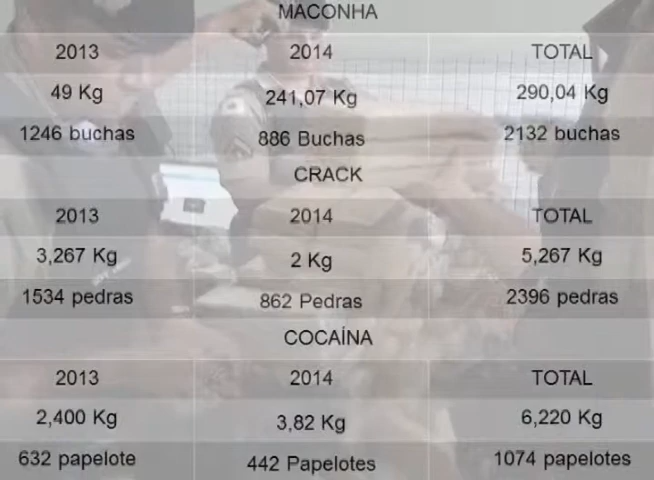 MACONHA
2013 2014 TOTAL
49 Kg 241,07 Kg 290,04 Kg
1246 buchas 886 Buchas 2132 buchas
CRACK
2013 2014 TOTAL
3,267 Kg 2 Kg 5,267 Kg
1534 pedras 862 Pedras 2396 pedras
COCAÍNA
2013 2014 TOTAL
2,400 Kg 3,82 Kg 6,220 Kg
632 papelote 442 Papelotes 1074 papelotes